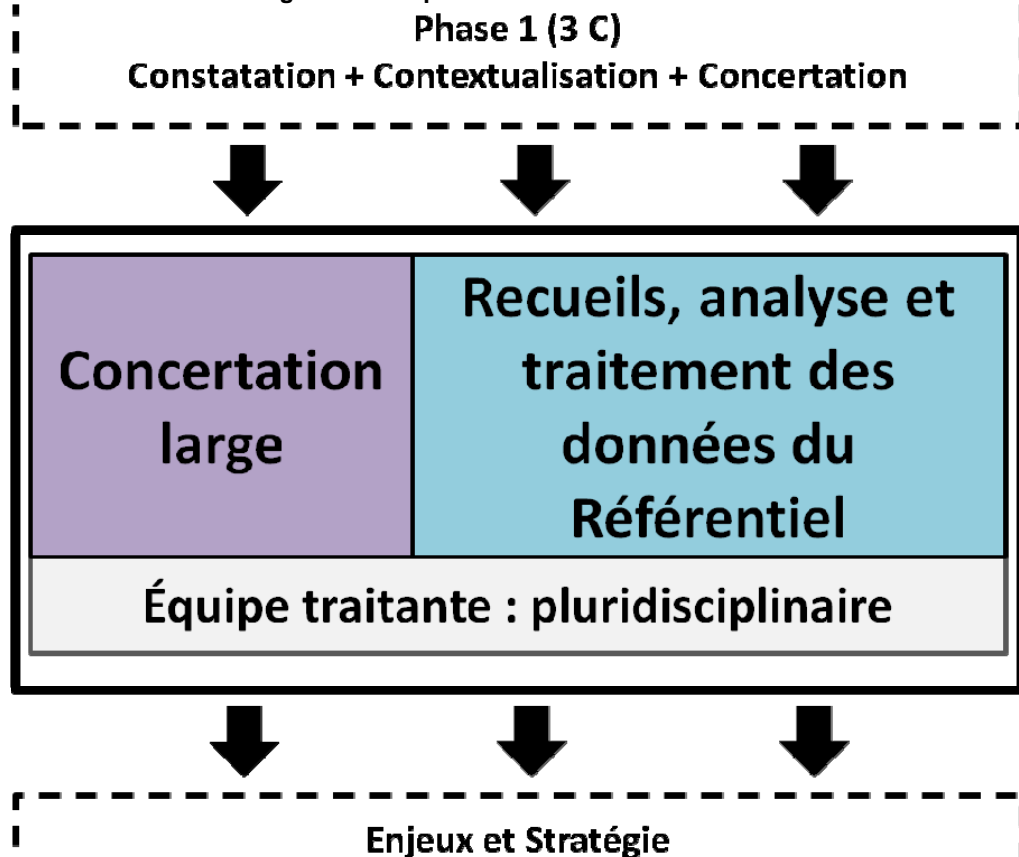 Phase 1 (3 C)
Constatation + Contextualisation + Concertation
Concertation
large
Recueils, analyse et
traitement des
données du
Référentiel
Équipe traitante : pluridisciplinaire
Enjeux et Stratégie